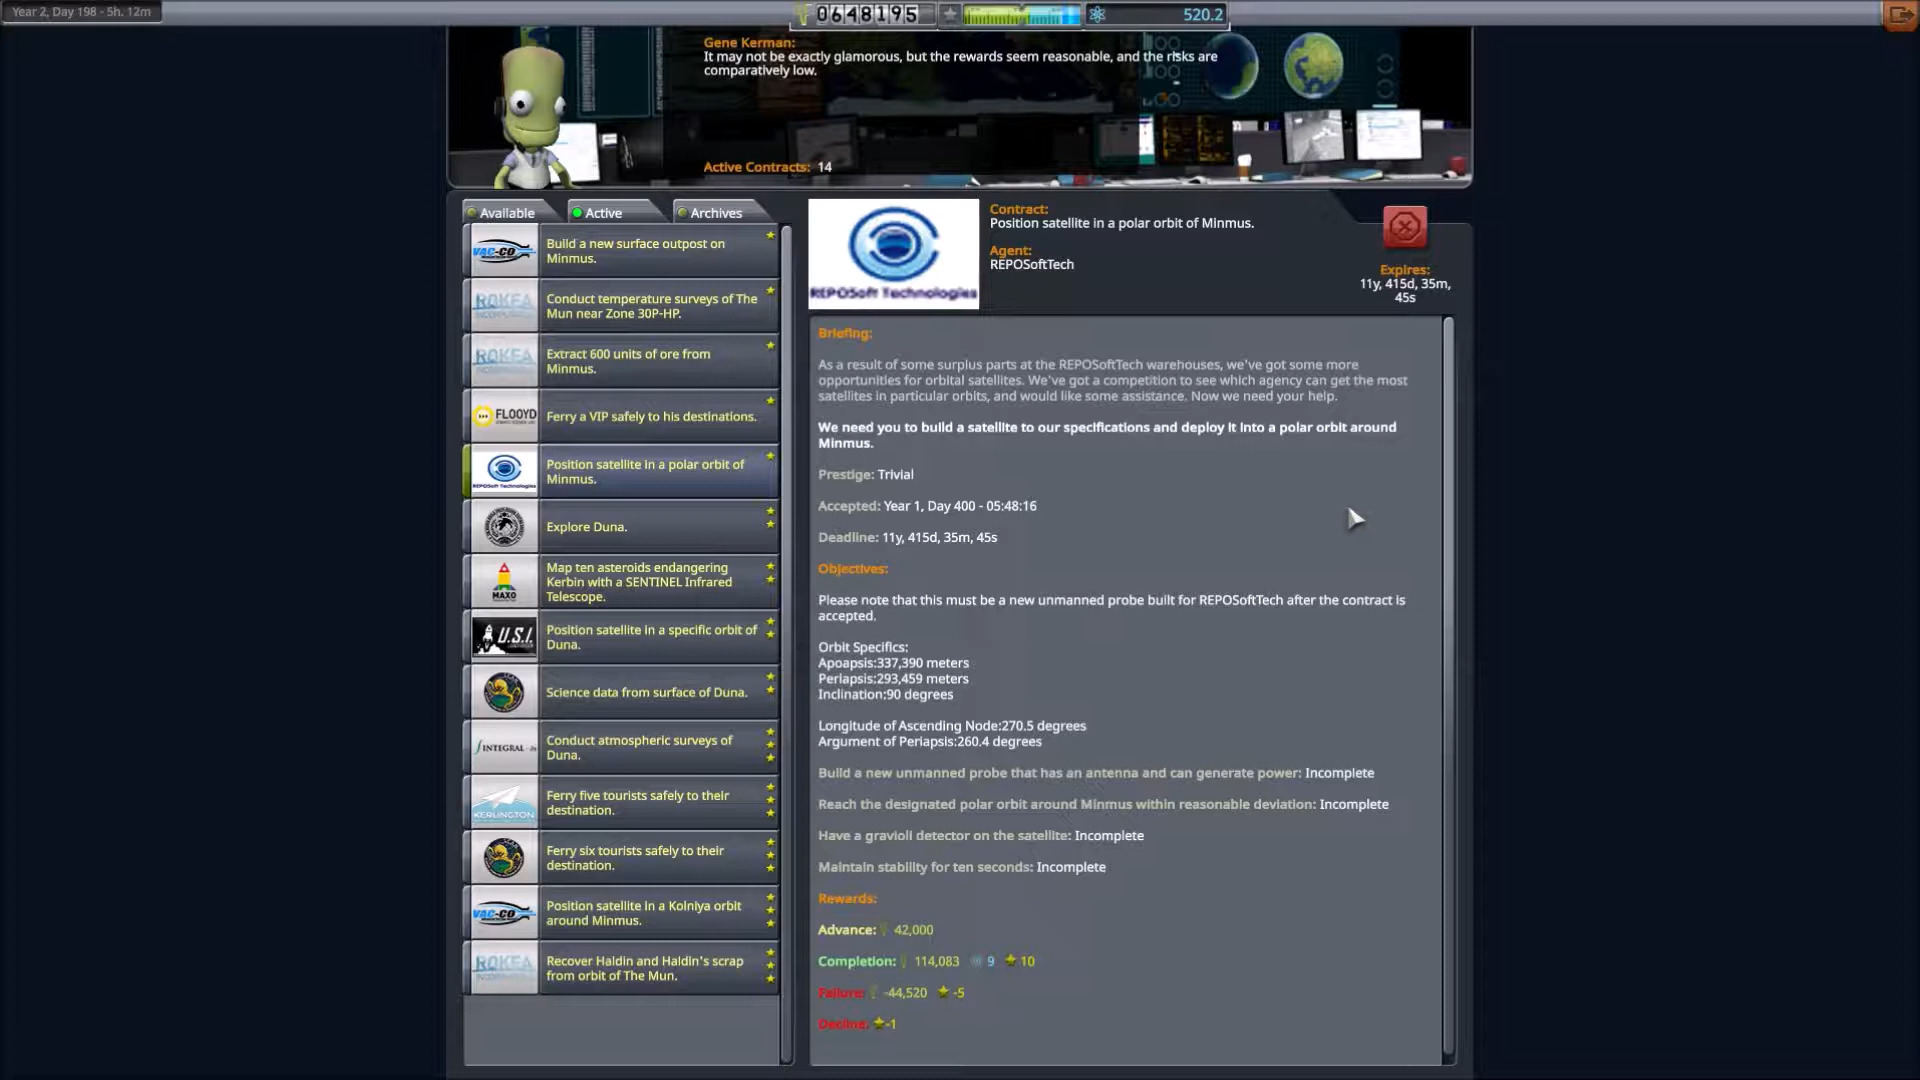 Year 2, Day 198 - 5h. 12m
0648195
520.2
Gene Kerman:
It may not be exactly glamorous, but the rewards seem reasonable, and the risks are
comparatively low.
Active Contracts: 14
Available
Active
Archives
VAC-CO
Build a new surface outpost on
Minmus.
ROKEA
Conduct temperature surveys of The
Mun near Zone 30P-HP.
ROKEA
Extract 600 units of ore from
Minmus.
FLOOYD
Ferry a VIP safely to his destinations.
REPOSoft Technologies
Position satellite in a polar orbit of
Minmus.
Explore Duna.
MAXO
Map ten asteroids endangering
Kerbin with a SENTINEL Infrared
Telescope.
U.S.I.
Position satellite in a specific orbit of
Duna.
Science data from surface of Duna.
INTEGRAL
Conduct atmospheric surveys of
Duna.
KERLINGTON
Ferry five tourists safely to their
destination.
Ferry six tourists safely to their
destination.
VAC-CO
Position satellite in a Kolniya orbit
around Minmus.
ROKEA
Recover Haldin and Haldin's scrap
from orbit of The Mun.
REPOSoft Technologies
Contract:
Position satellite in a polar orbit of Minmus.
Agent:
REPOSoftTech
Expires:
11y, 415d, 35m,
45s
Briefing:
As a result of some surplus parts at the REPOSoftTech warehouses, we've got some more
opportunities for orbital satellites. We've got a competition to see which agency can get the most
satellites in particular orbits, and would like some assistance. Now we need your help.
We need you to build a satellite to our specifications and deploy it into a polar orbit around
Minmus.
Prestige: Trivial
Accepted: Year 1, Day 400 - 05:48:16
Deadline: 11y, 415d, 35m, 45s
Objectives:
Please note that this must be a new unmanned probe built for REPOSoftTech after the contract is
accepted.
Orbit Specifics:
Apoapsis:337,390 meters
Periapsis:293,459 meters
Inclination:90 degrees
Longitude of Ascending Node:270.5 degrees
Argument of Periapsis:260.4 degrees
Build a new unmanned probe that has an antenna and can generate power: Incomplete
Reach the designated polar orbit around Minmus within reasonable deviation: Incomplete
Have a gravioli detector on the satellite: Incomplete
Maintain stability for ten seconds: Incomplete
Rewards:
Advance: 42,000
Completion: 114,083 9 10
Failure: -44,520 -5
Decline: -1